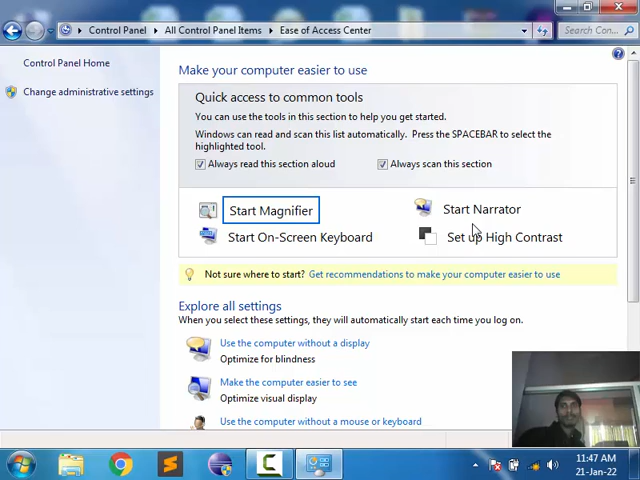 Control Panel
All Control Panel Items
Ease of Access Center
Search Con...
Control Panel Home
Change administrative settings
Make your computer easier to use
Quick access to common tools
You can use the tools in this section to help you get started.
Windows can read and scan this list automatically. Press the SPACEBAR to select the
highlighted tool.
Always read this section aloud
Always scan this section
Start Magnifier
Start Narrator
Start On-Screen Keyboard
Set up High Contrast
Not sure where to start? Get recommendations to make your computer easier to use
Explore all settings
When you select these settings, they will automatically start each time you log on.
Use the computer without a display
Optimize for blindness
Make the computer easier to see
Optimize visual display
Use the computer without a mouse or keyboard
11:47 AM
21-Jan-22